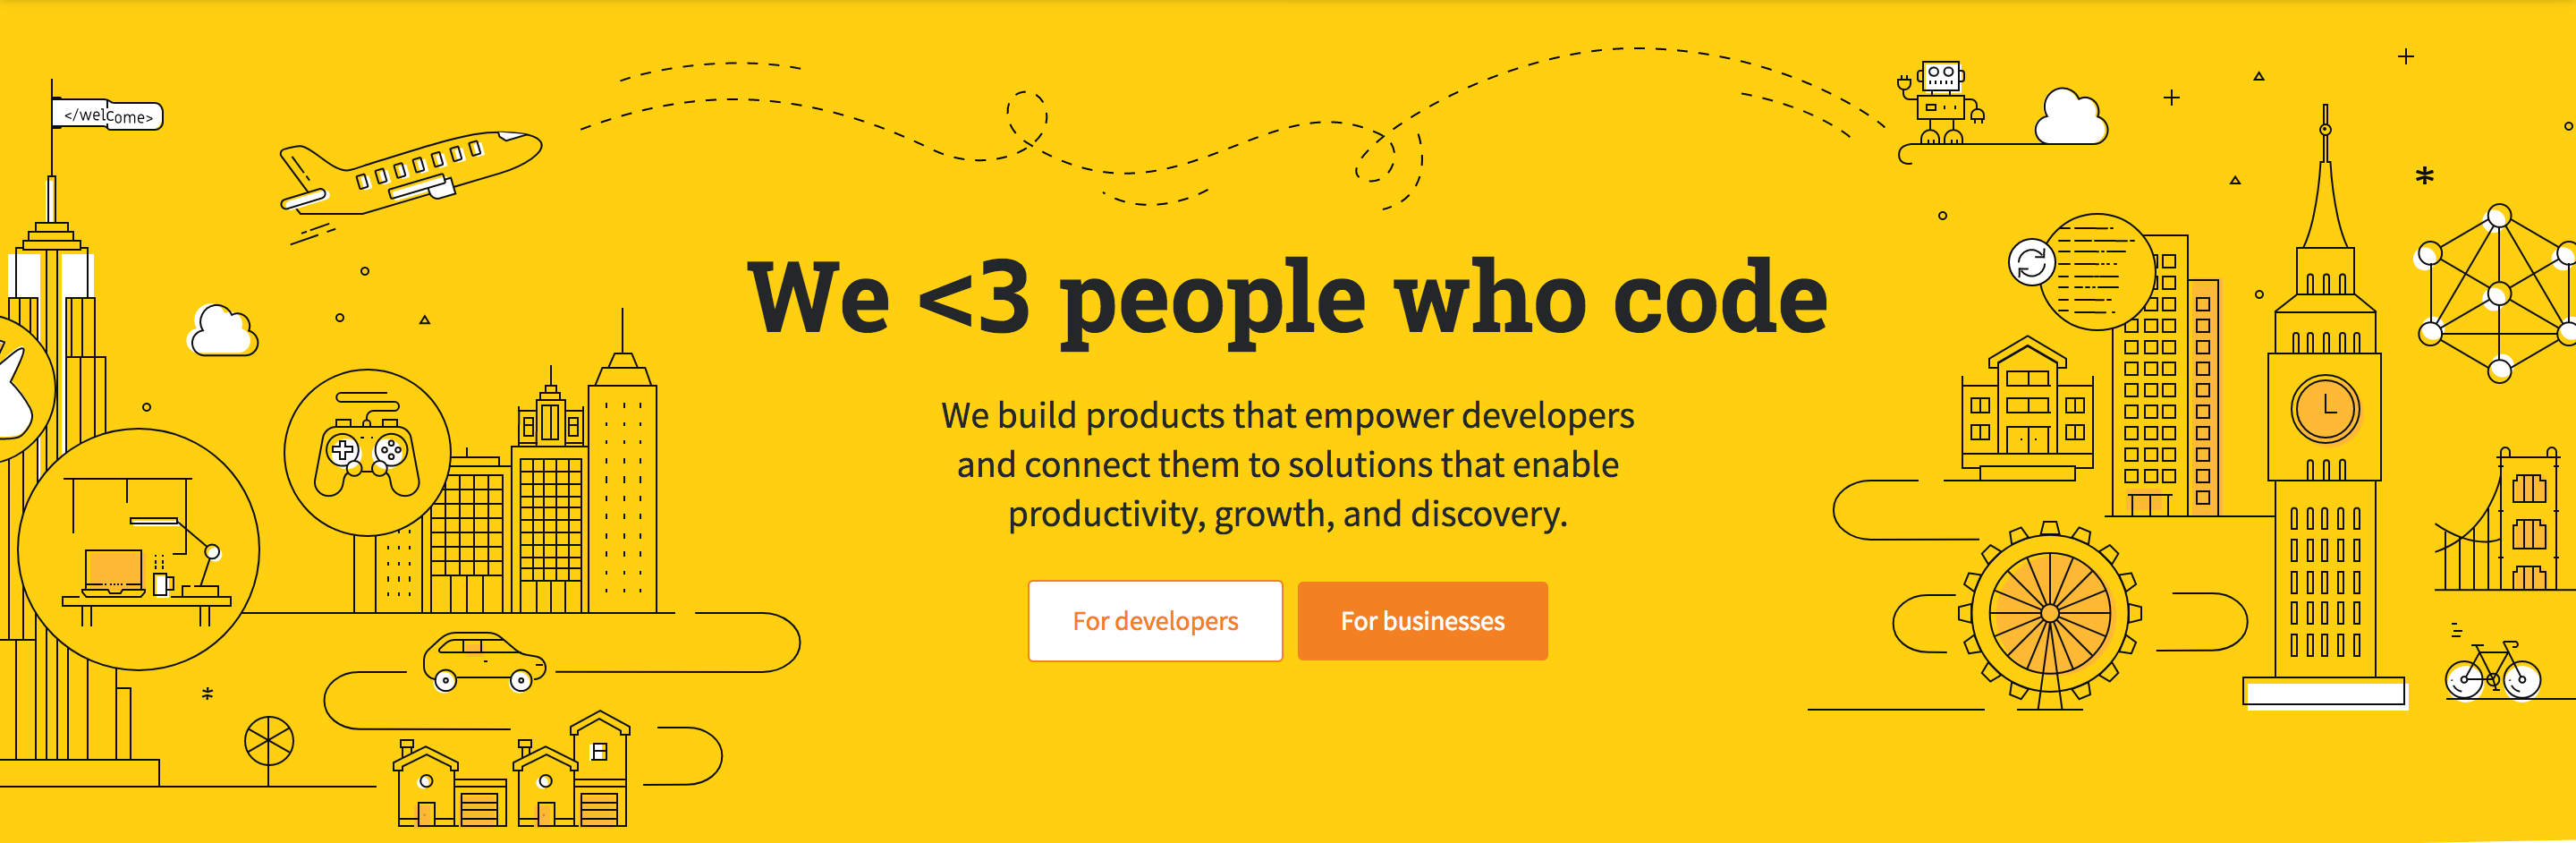 </welcome>
We <3 people who code
We build products that empower developers
and connect them to solutions that enable
productivity, growth, and discovery.
For developers
For businesses